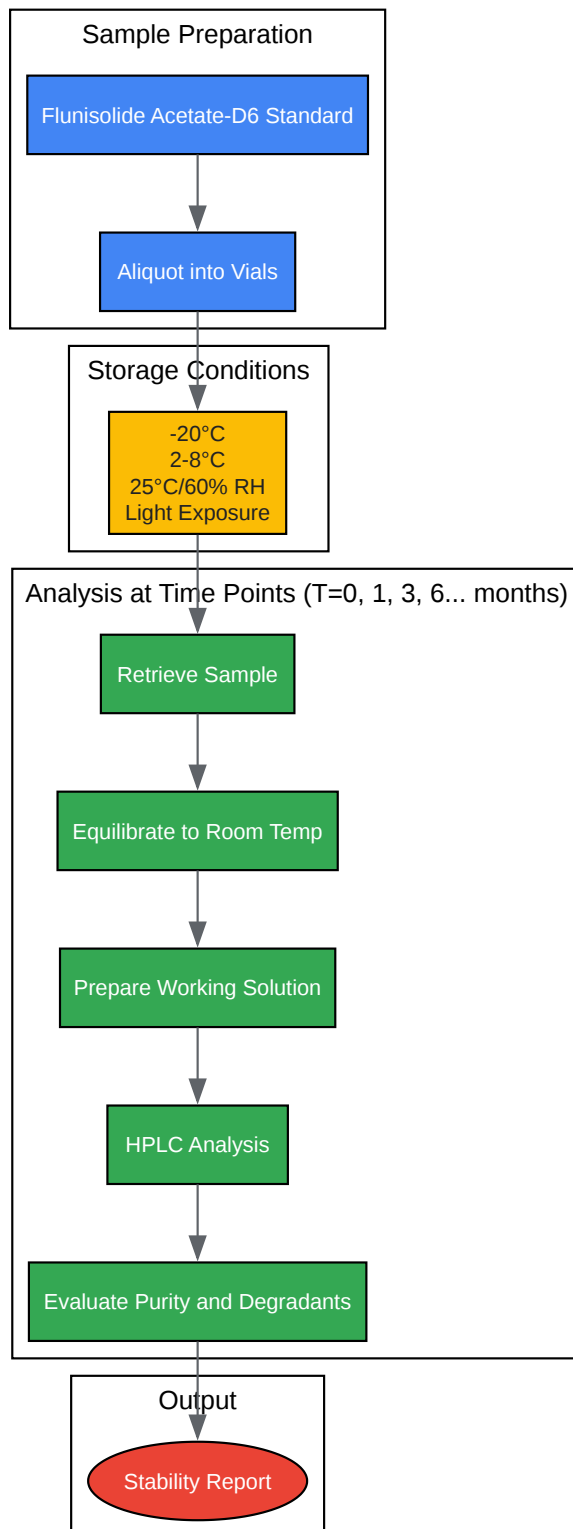 Sample Preparation
Flunisolide Acetate-D6 Standard
Aliquot into Vials
Storage Conditions
-20°C
2-8°C
25°C/60% RH
Light Exposure
Analysis at Time Points (T=0, 1, 3, 6... months)
Retrieve Sample
Equilibrate to Room Temp
Prepare Working Solution
HPLC Analysis
Evaluate Purity and Degradants
Output
Stability Report